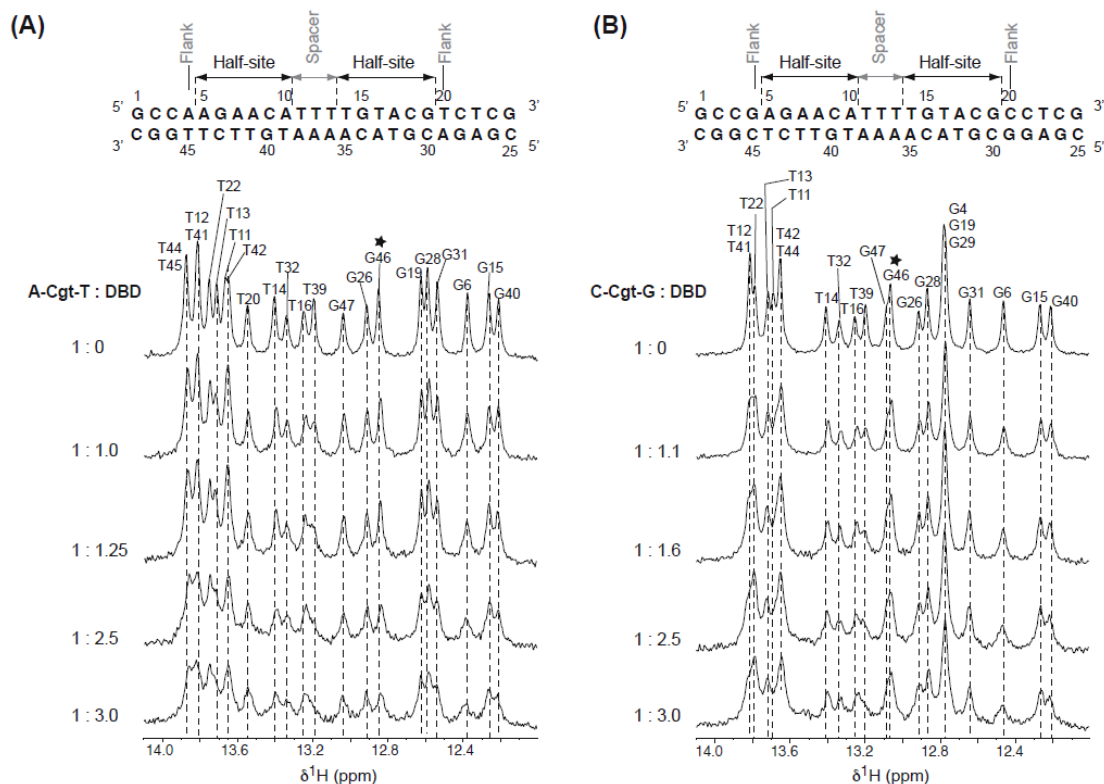 (A)
Flank
Spacer
Flank
Half-site
Half-site
1 5 10 15 20
5' G C C A A G A A C A T T T T G T A C G T C T C G 3'
3' C G G T T C T T G T A A A A C A T G C A G A G C 5'
45 40 35 30 25
T22
T13
T11
T12
T41
T42
T44
T45
T20
T14
T32
T16
T39
G47
G26
★
G46
G19
G28
G31
G6
G15
G40
A-Cgt-T : DBD
1 : 0
1 : 1.0
1 : 1.25
1 : 2.5
1 : 3.0
14.0 13.6 13.2 12.8 12.4
δ¹H (ppm)
(B)
Flank
Spacer
Flank
Half-site
Half-site
1 5 10 15 20
5' G C C G A G A A C A T T T T G T A C G C C T C G 3'
3' C G G C T C T T G T A A A A C A T G C G G A G C 5'
45 40 35 30 25
T13
T11
T22
T12
T41
T42
T44
T14
T32
T16
T39
G47
★
G46
G26
G28
G4
G19
G29
G31
G6
G15
G40
C-Cgt-G : DBD
1 : 0
1 : 1.1
1 : 1.6
1 : 2.5
1 : 3.0
14.0 13.6 13.2 12.8 12.4
δ¹H (ppm)